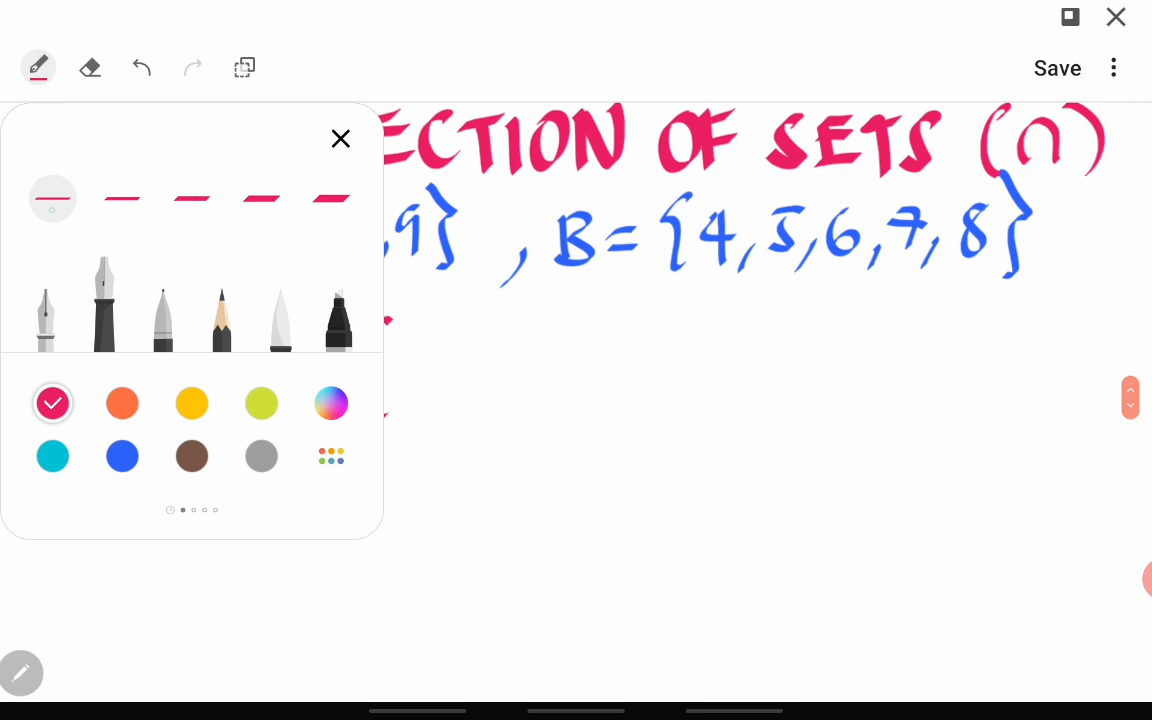 Save
ECTION OF SETS (∩)
,9} , B = {4,5,6,7,8}